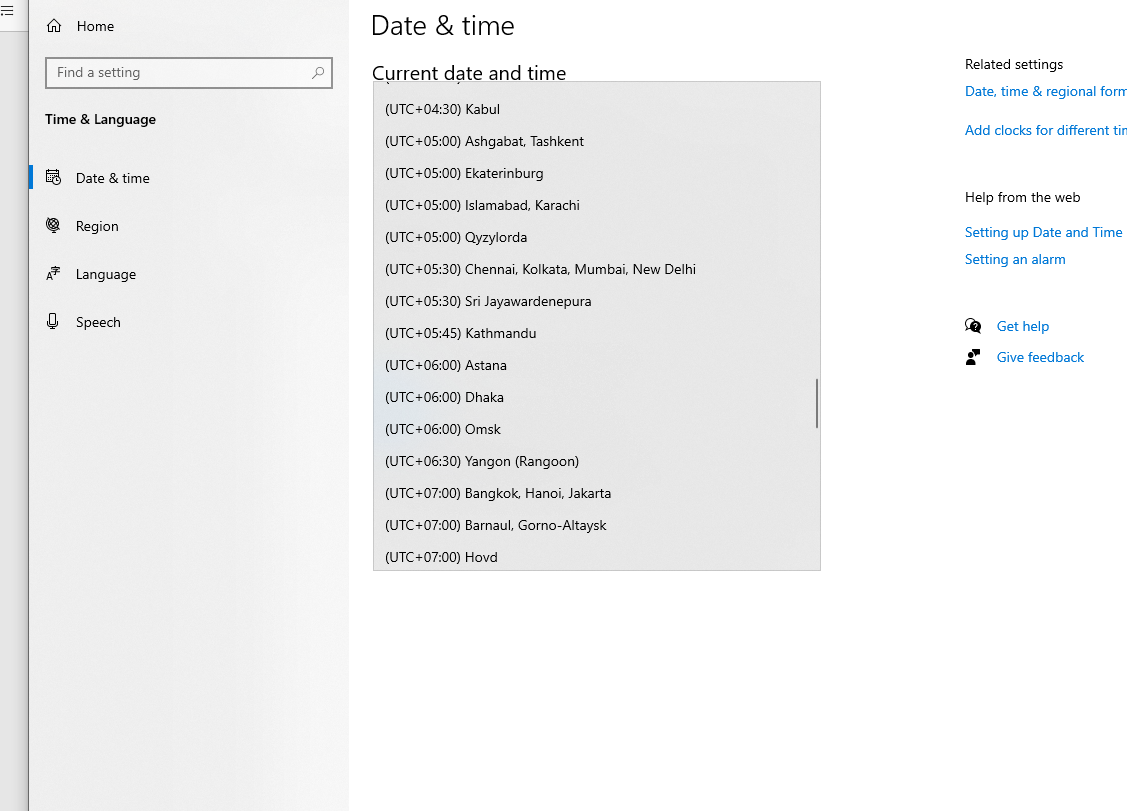 Home
Find a setting
Time & Language
Date & time
Region
Language
Speech
Date & time
Current date and time
(UTC+04:30) Kabul
(UTC+05:00) Ashgabat, Tashkent
(UTC+05:00) Ekaterinburg
(UTC+05:00) Islamabad, Karachi
(UTC+05:00) Qyzylorda
(UTC+05:30) Chennai, Kolkata, Mumbai, New Delhi
(UTC+05:30) Sri Jayawardenepura
(UTC+05:45) Kathmandu
(UTC+06:00) Astana
(UTC+06:00) Dhaka
(UTC+06:00) Omsk
(UTC+06:30) Yangon (Rangoon)
(UTC+07:00) Bangkok, Hanoi, Jakarta
(UTC+07:00) Barnaul, Gorno-Altaysk
(UTC+07:00) Hovd
Related settings
Date, time & regional form
Add clocks for different tim
Help from the web
Setting up Date and Time
Setting an alarm
Get help
Give feedback